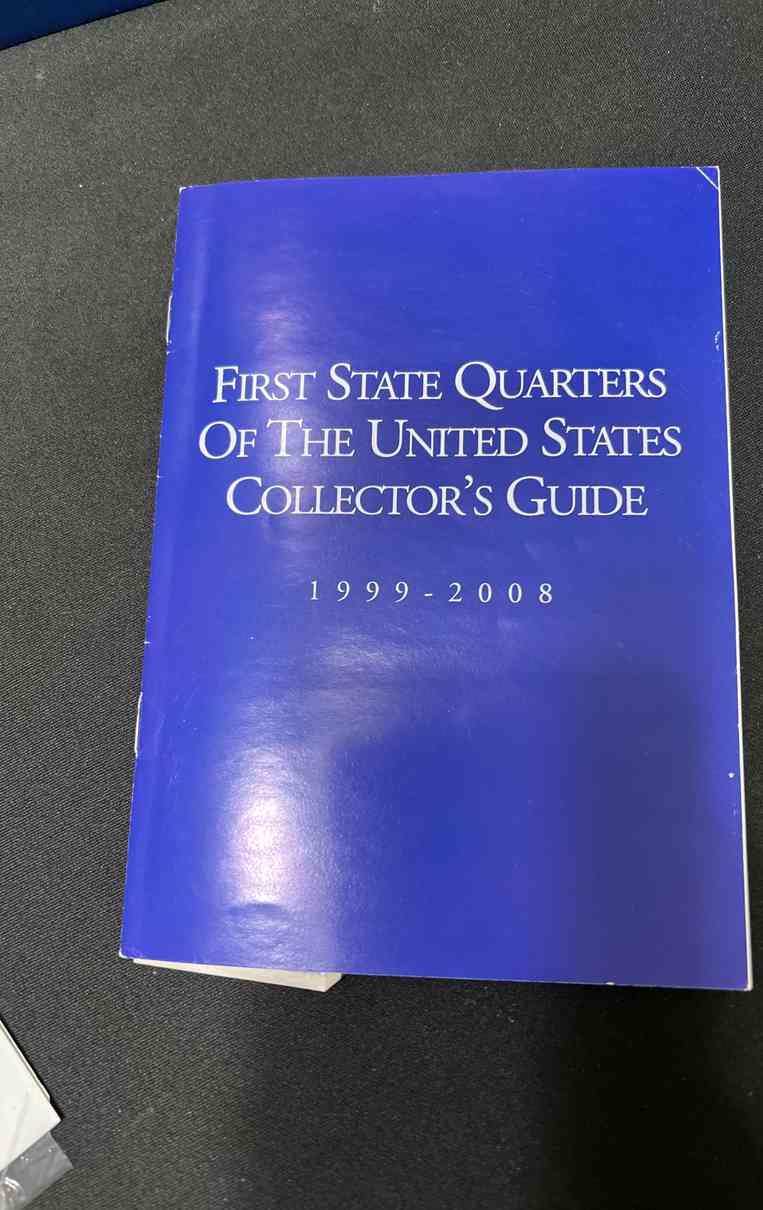 FIRST STATE QUARTERS
OF THE UNITED STATES
COLLECTOR'S GUIDE
1999-2008